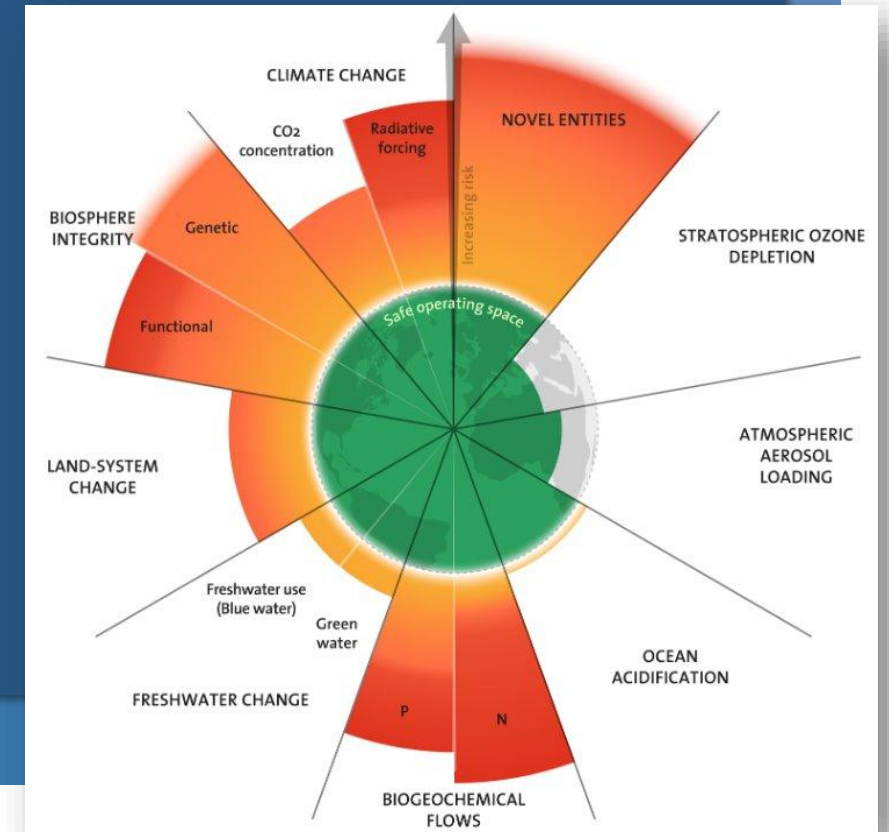 CLIMATE CHANGE
CO2
concentration
Radiative
forcing
NOVEL ENTITIES
Increasing risk
BIOSPHERE
INTEGRITY
Genetic
STRATOSPHERIC OZONE
DEPLETION
Functional
Safe operating space
LAND-SYSTEM
CHANGE
ATMOSPHERIC
AEROSOL
LOADING
Freshwater use
(Blue water)
Green
water
FRESHWATER CHANGE
OCEAN
ACIDIFICATION
P
N
BIOGEOCHEMICAL
FLOWS